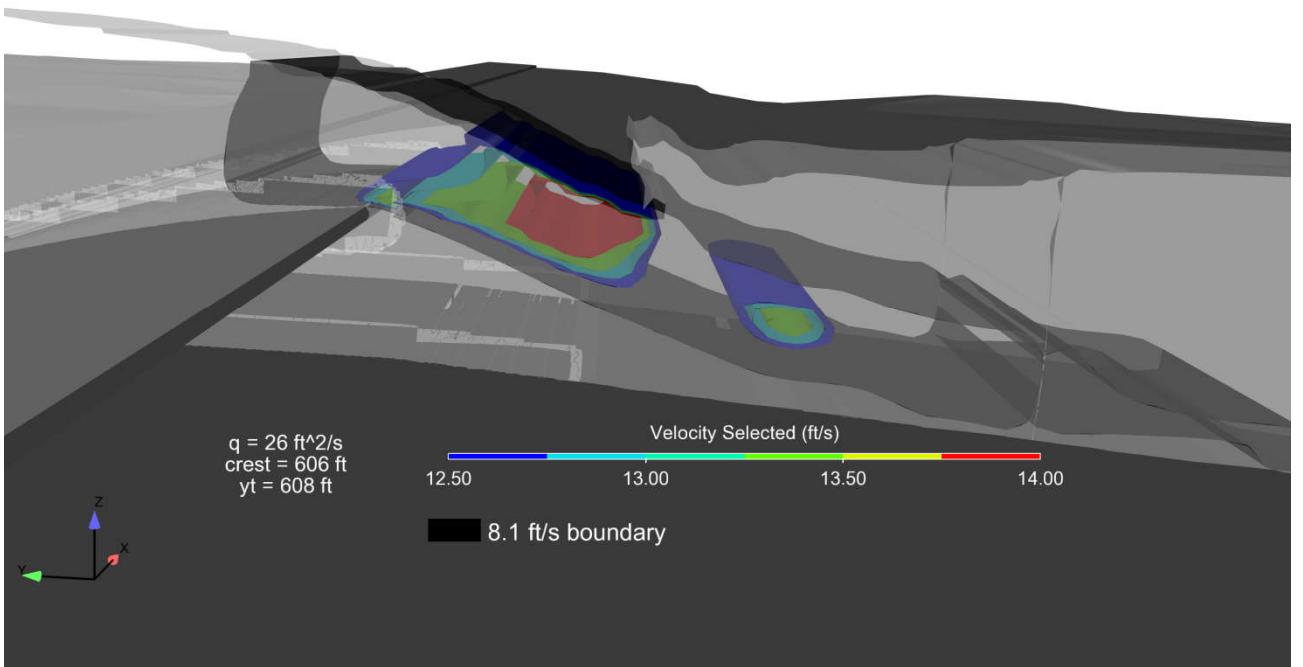 q = 26 ft^2/s
crest = 606 ft
yt = 608 ft
Velocity Selected (ft/s)
12.50 13.00 13.50 14.00
8.1 ft/s boundary
Z
X
Y